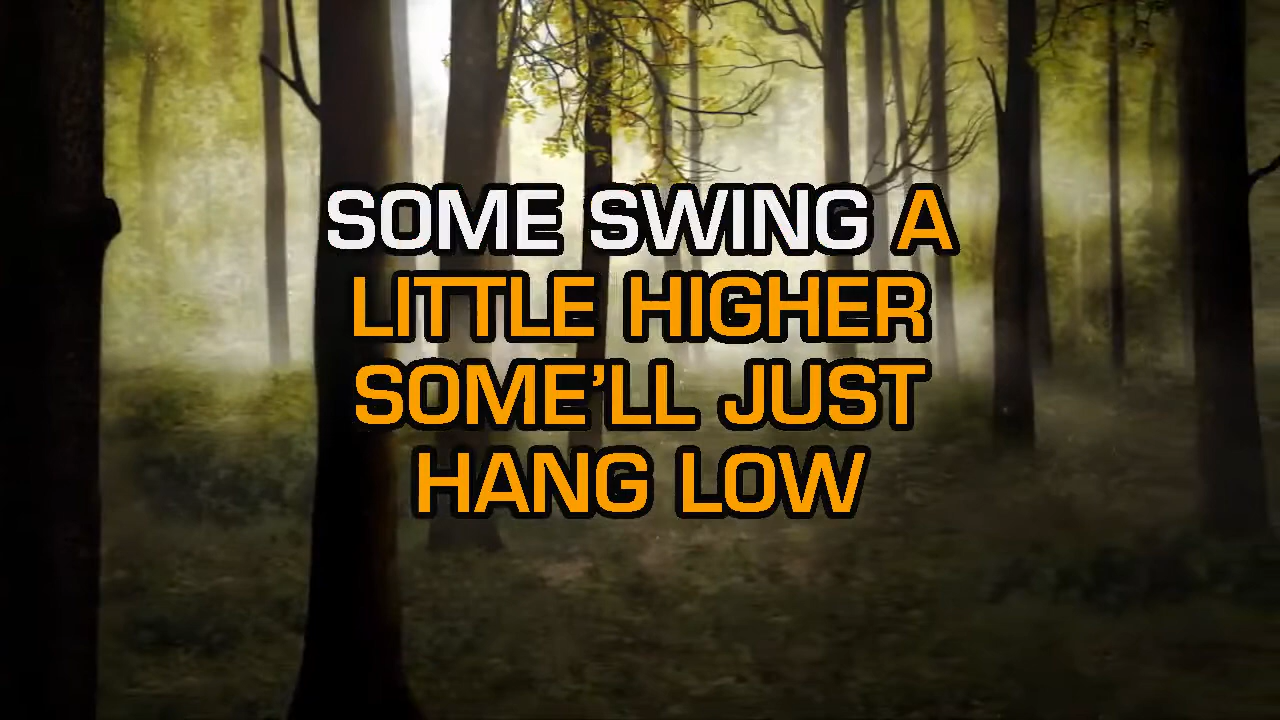 SOME SWING A
LITTLE HIGHER
SOME'LL JUST
HANG LOW